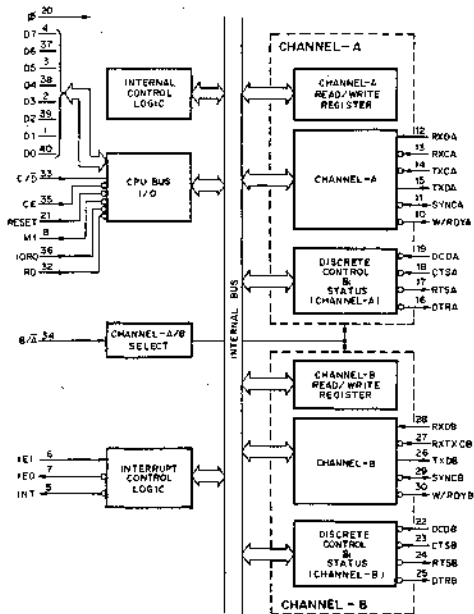 Ø 20
D7 4
D6 37
D5 3
D4 38
D3 2
D2 39
D1 1
D0 40
C/D̅ 33
CE 35
RESET 21
M1 8
IORQ 36
RD 32
B/A̅ 34
IEI 6
IEO 7
INT 5
INTERNAL
CONTROL
LOGIC
CPU BUS
I/O
CHANNEL-A/B
SELECT
INTERRUPT
CONTROL
LOGIC
INTERNAL BUS
CHANNEL-A
CHANNEL-A
READ/WRITE
REGISTER
CHANNEL-A
DISCRETE
CONTROL
&
STATUS
(CHANNEL-A)
12 RXDA
13 RXCA
14 TXCA
15 TXDA
11 SYNCA
10 W/RDYA
19 DCDA
18 CTSA
17 RTSA
16 DTRA
CHANNEL-B
READ/WRITE
REGISTER
CHANNEL-B
DISCRETE
CONTROL
&
STATUS
(CHANNEL-B)
CHANNEL-B
28 RXDB
27 RXTXCB
26 TXDB
29 SYNCB
30 W/RDYB
22 DCDB
23 CTSB
24 RTSB
25 DTRB